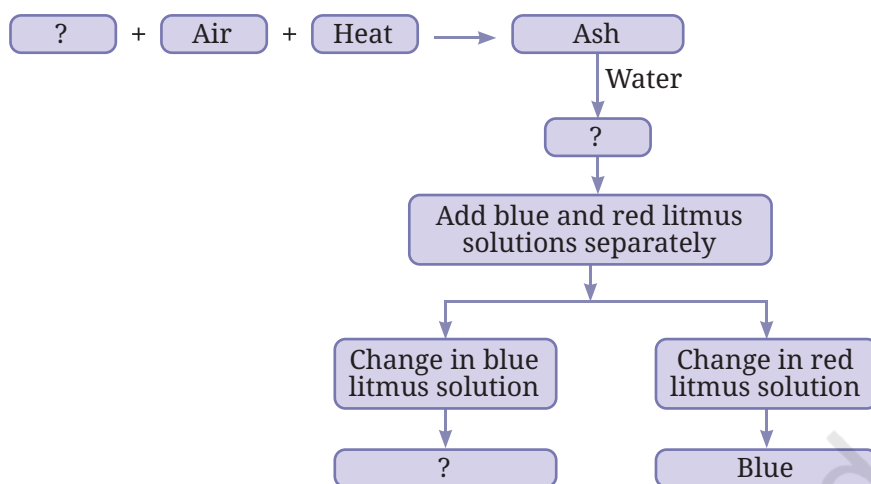 ? + Air + Heat Ash
Water
?
Add blue and red litmus
solutions separately
Change in blue
litmus solution
Change in red
litmus solution
?
Blue